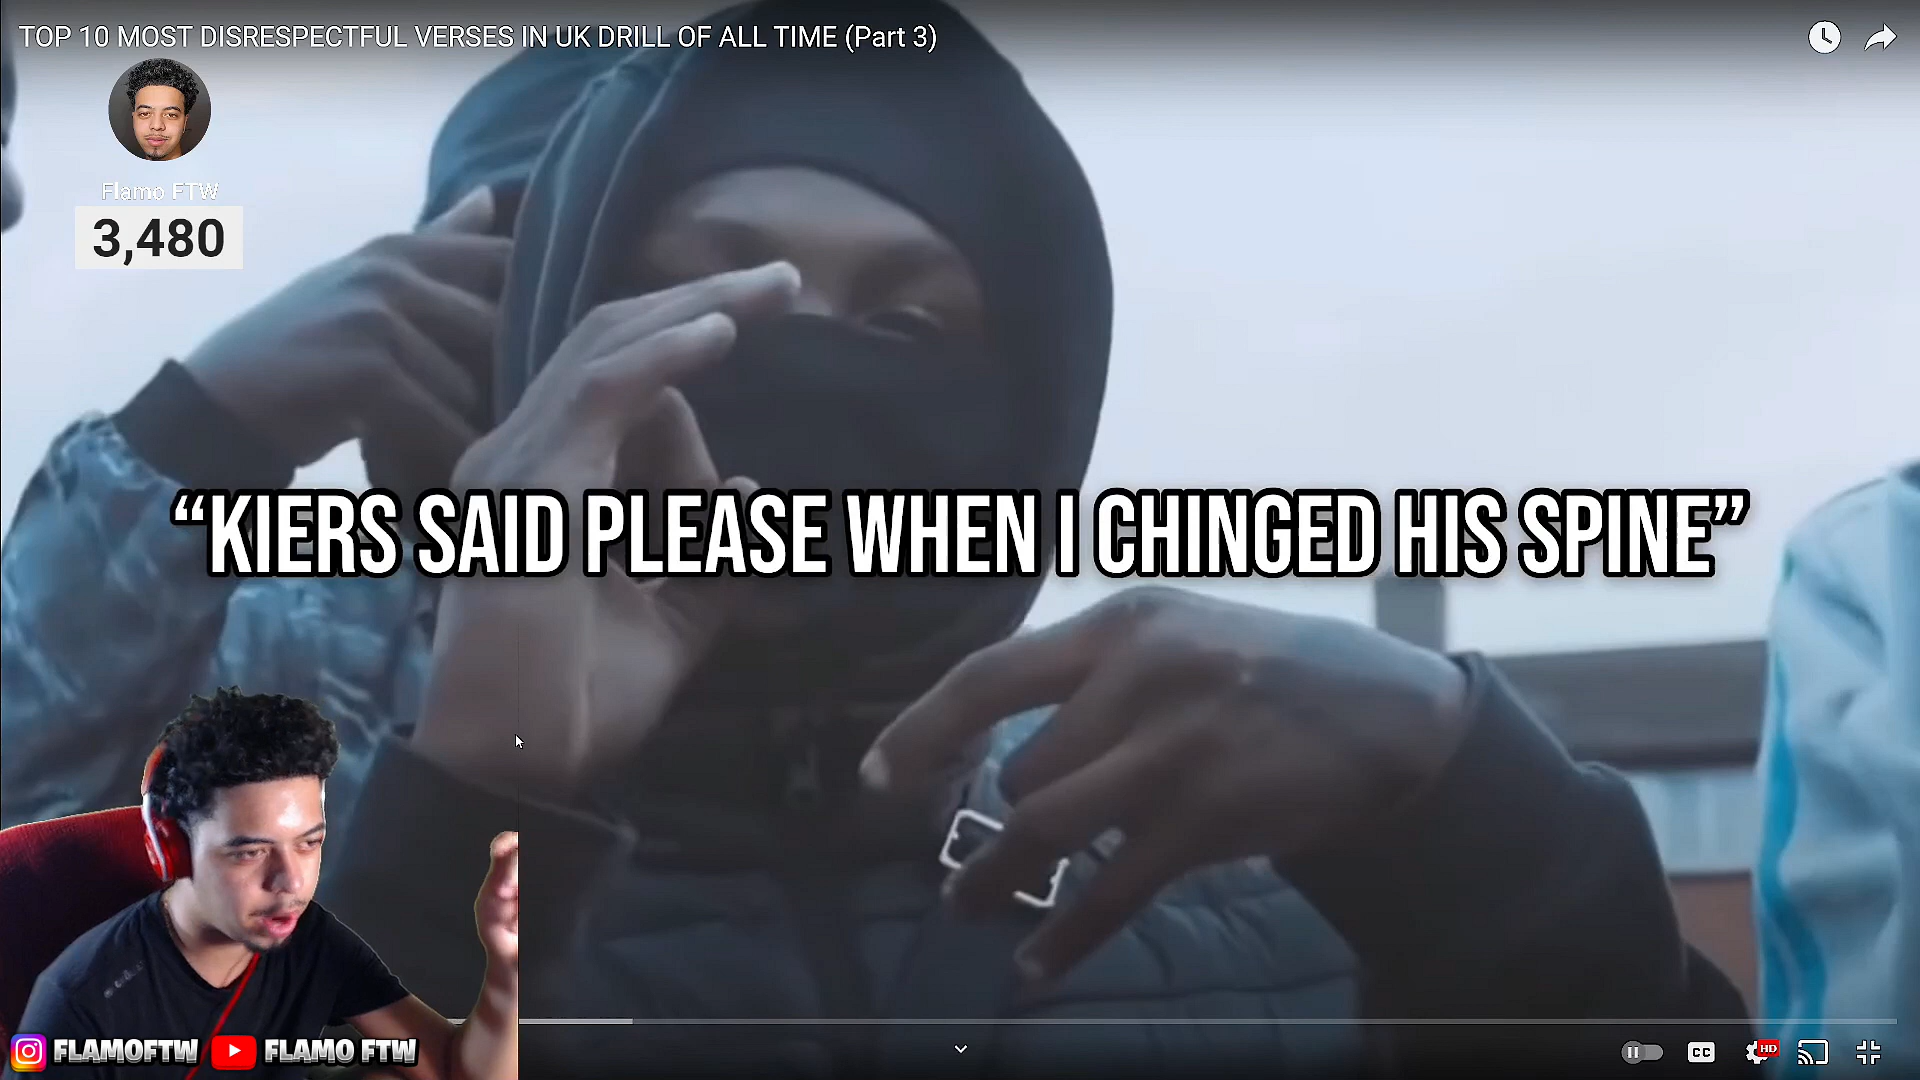 TOP 10 MOST DISRESPECTFUL VERSES IN UK DRILL OF ALL TIME (Part 3)
Flamo FTW
3,480
“KIERS SAID PLEASE WHEN I CHINGED HIS SPINE”
FLAMOFTW FLAMO FTW
CC HD